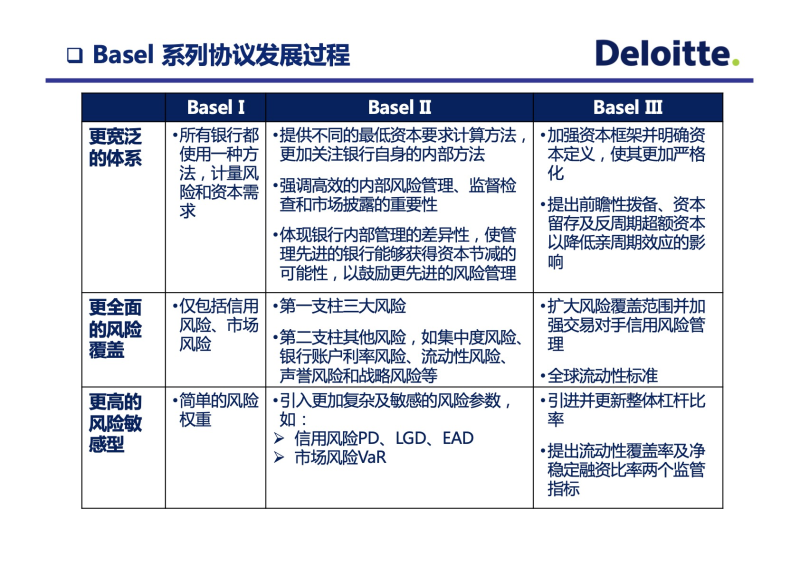 ❑ Basel 系列协议发展过程
Deloitte.
Basel I
Basel II
Basel III
更宽泛
的体系
•所有银行都
使用一种方
法，计量风
险和资本需
求
•提供不同的最低资本要求计算方法，
更加关注银行自身的内部方法
•强调高效的内部风险管理、监督检
查和市场披露的重要性
•体现银行内部管理的差异性，使管
理先进的银行能够获得资本节减的
可能性，以鼓励更先进的风险管理
•加强资本框架并明确资
本定义，使其更加严格
化
•提出前瞻性拨备、资本
留存及反周期超额资本
以降低亲周期效应的影
响
更全面
的风险
覆盖
•仅包括信用
风险、市场
风险
•第一支柱三大风险
•第二支柱其他风险，如集中度风险、
银行账户利率风险、流动性风险、
声誉风险和战略风险等
•扩大风险覆盖范围并加
强交易对手信用风险管
理
•全球流动性标准
更高的
风险敏
感型
•简单的风险
权重
•引入更加复杂及敏感的风险参数，
如：
➢ 信用风险PD、LGD、EAD
➢ 市场风险VaR
•引进并更新整体杠杆比
率
•提出流动性覆盖率及净
稳定融资比率两个监管
指标